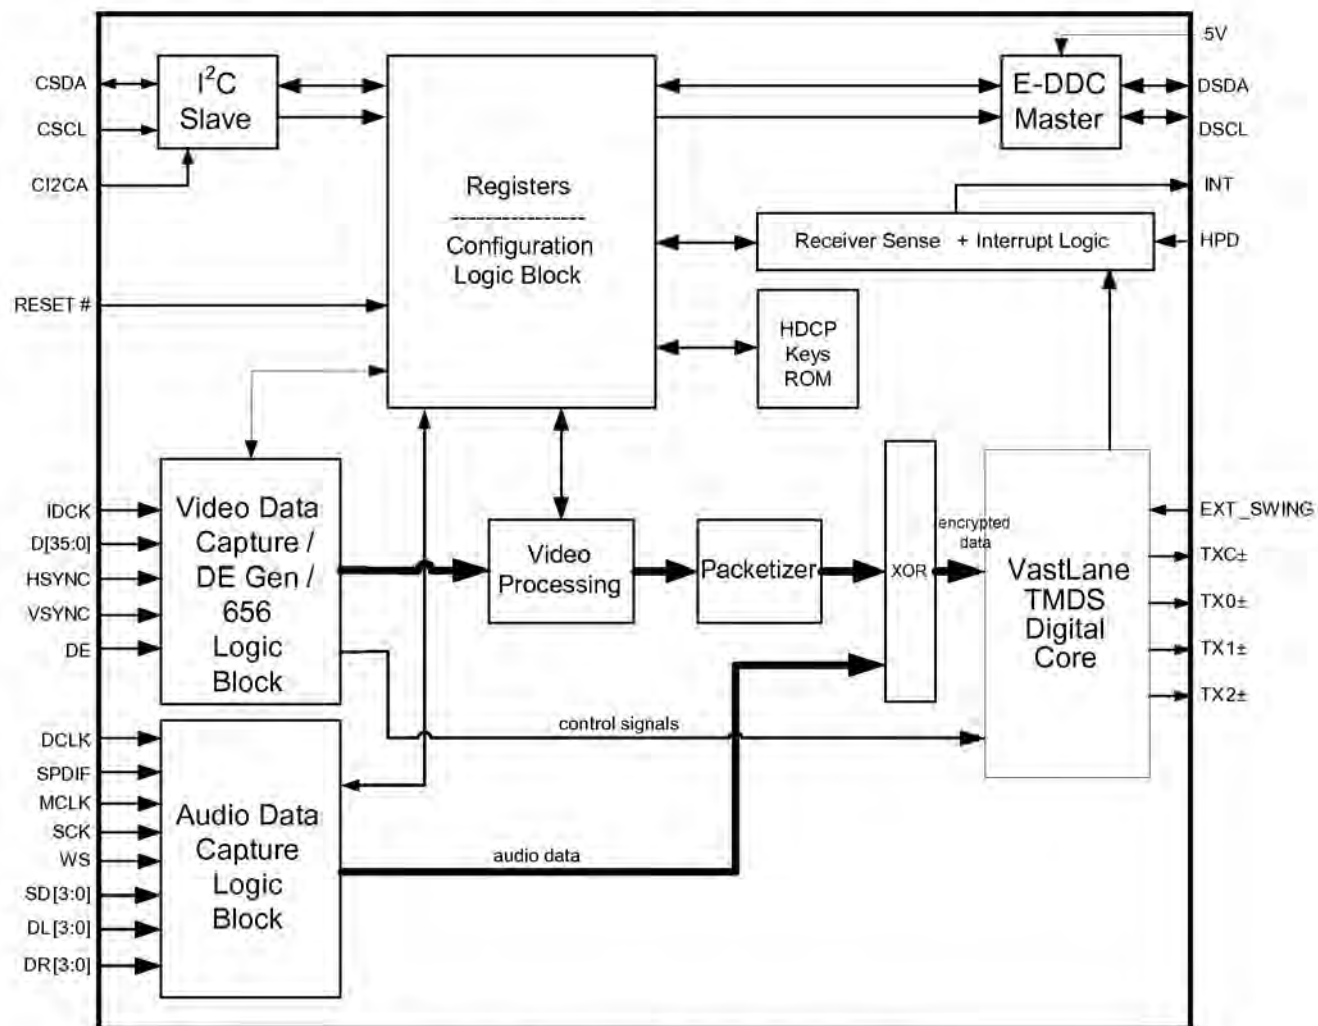 5V
CSDA
I²C
Slave
E-DDC
Master
DSDA
CSCL
DSCL
CI2CA
INT
Registers
--------------
Configuration
Logic Block
Receiver Sense + Interrupt Logic
HPD
RESET #
HDCP
Keys
ROM
IDCK
D[35:0]
HSYNC
VSYNC
DE
Video Data
Capture /
DE Gen /
656
Logic
Block
Video
Processing
Packetizer
XOR
encrypted
data
VastLane
TMDS
Digital
Core
EXT_SWING
TXC±
TX0±
TX1±
TX2±
control signals
DCLK
SPDIF
MCLK
SCK
WS
SD[3:0]
DL[3:0]
DR[3:0]
Audio Data
Capture
Logic
Block
audio data